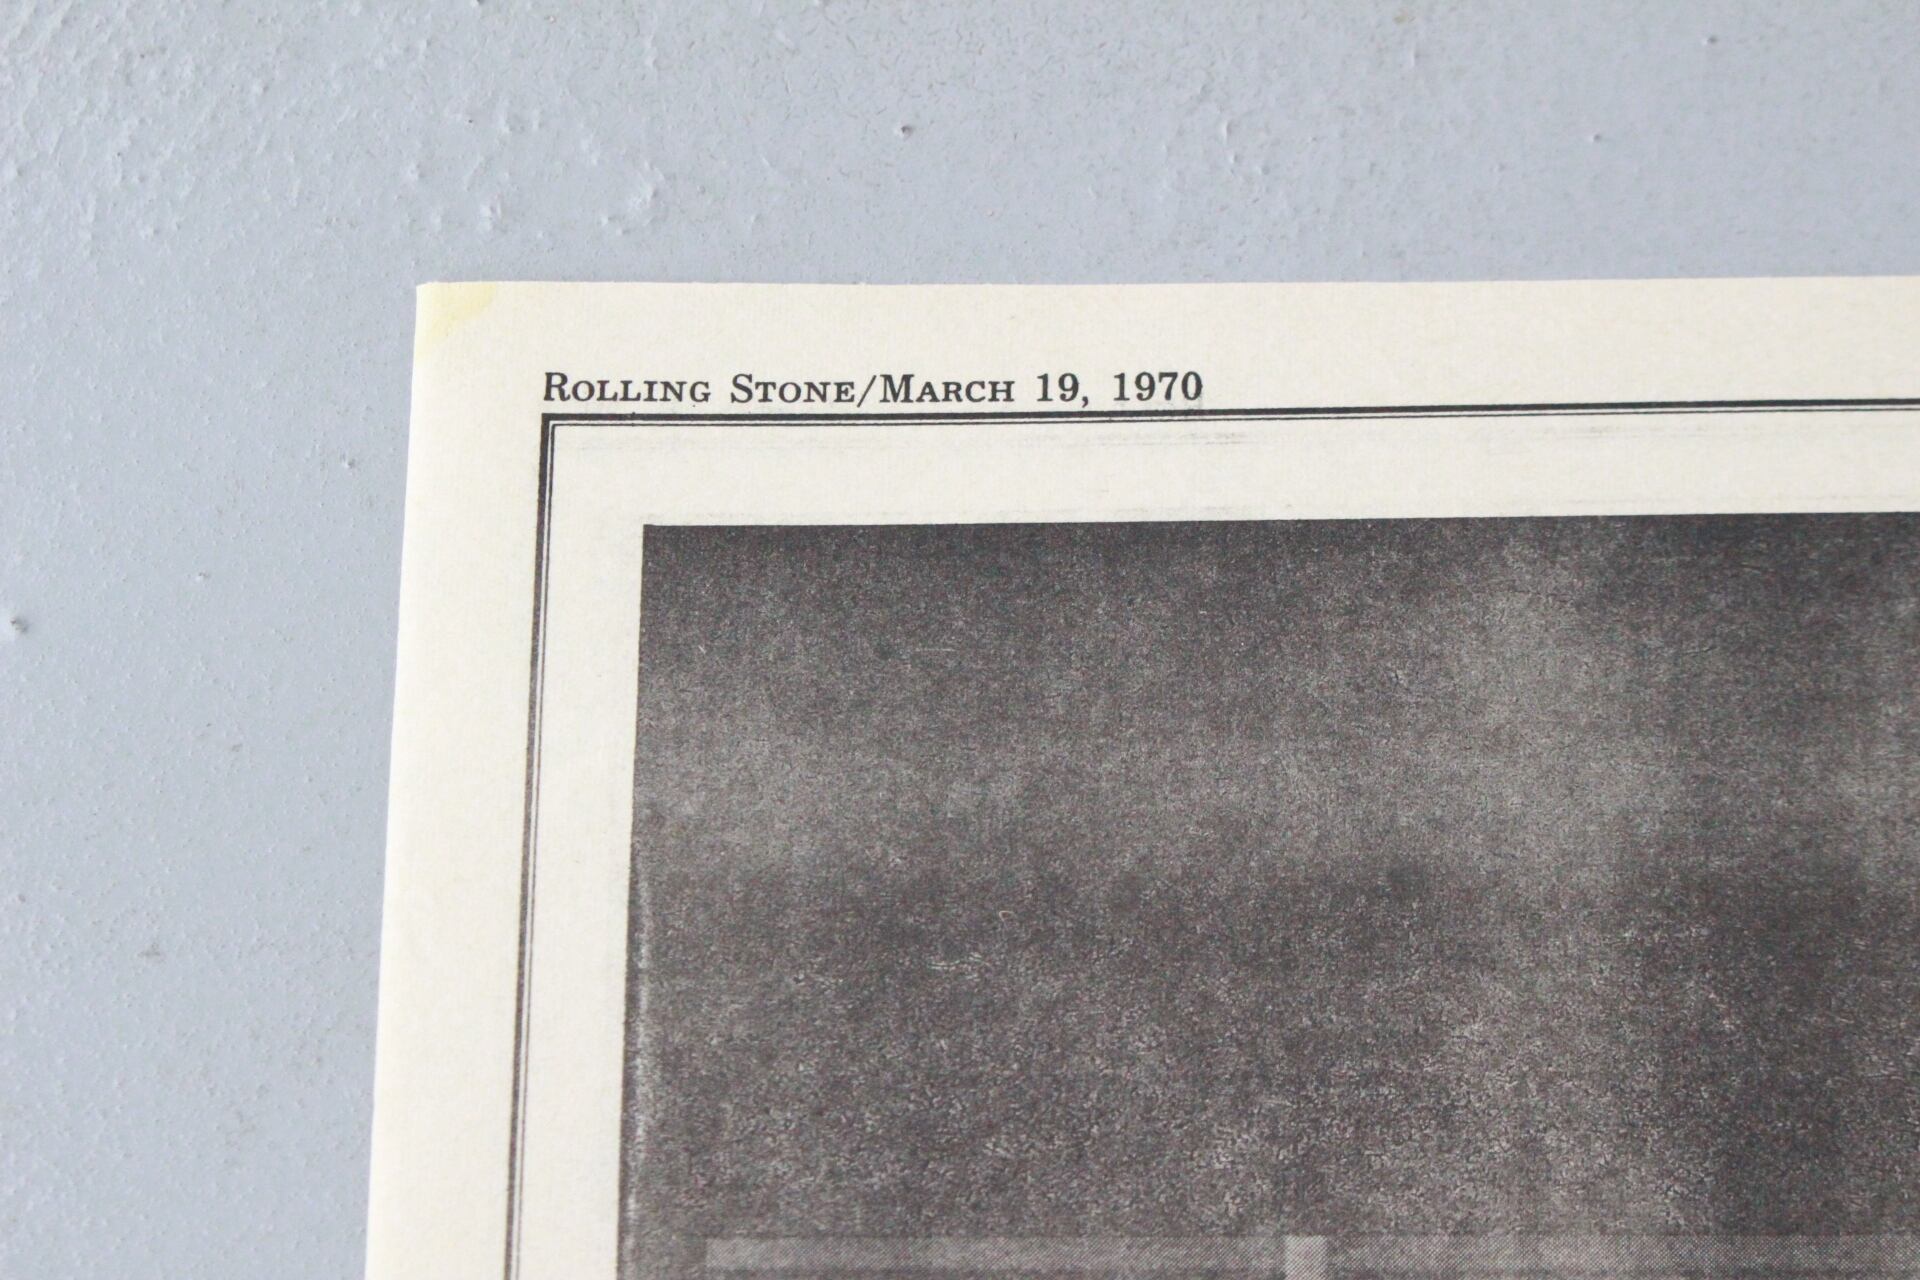 Rolling Stone/March 19, 1970